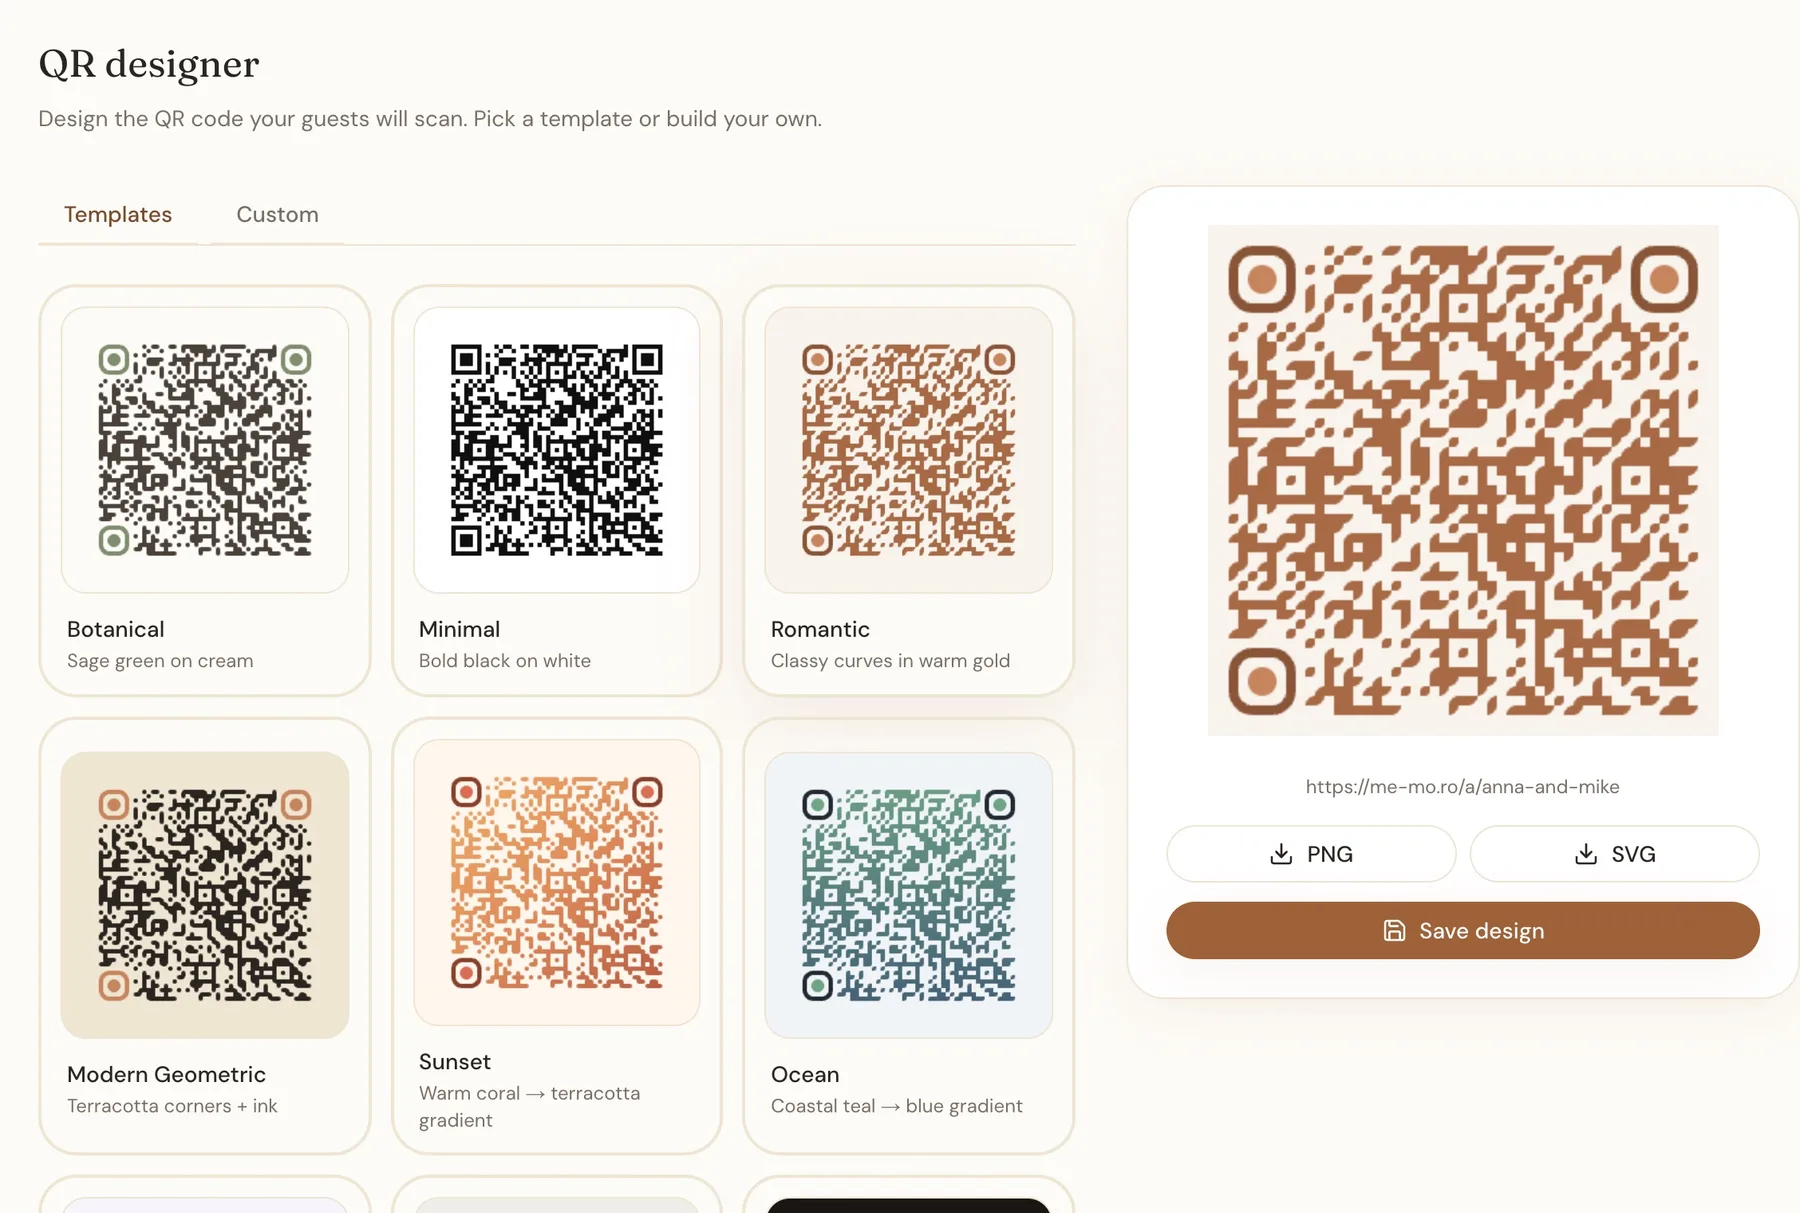 QR designer
Design the QR code your guests will scan. Pick a template or build your own.
Templates
Custom
Botanical
Sage green on cream
Minimal
Bold black on white
Romantic
Classy curves in warm gold
Modern Geometric
Terracotta corners + ink
Sunset
Warm coral → terracotta
gradient
Ocean
Coastal teal → blue gradient
https://me-mo.ro/a/anna-and-mike
PNG
SVG
Save design